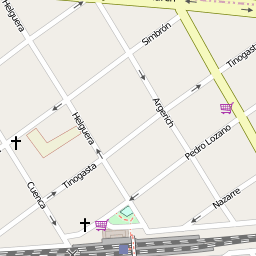 Helguera
Simbrón
Tinogasta
Argerich
Helguera
Pedro Lozano
Tinogasta
Cuenca
Nazarre